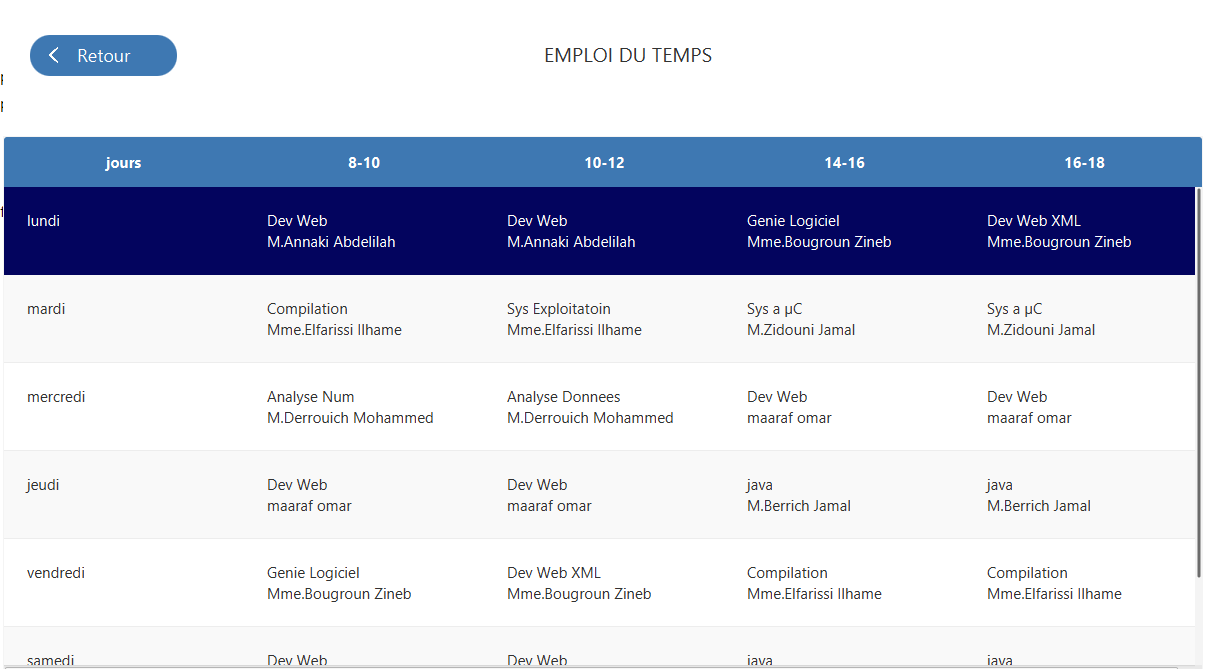 Retour
EMPLOI DU TEMPS
jours 8-10 10-12 14-16 16-18
lundi Dev Web Dev Web Genie Logiciel Dev Web XML
M.Annaki Abdelilah M.Annaki Abdelilah Mme.Bougroun Zineb Mme.Bougroun Zineb
mardi Compilation Sys Exploitatoin Sys a µC Sys a µC
Mme.Elfarissi Ilhame Mme.Elfarissi Ilhame M.Zidouni Jamal M.Zidouni Jamal
mercredi Analyse Num Analyse Donnees Dev Web Dev Web
M.Derrouich Mohammed M.Derrouich Mohammed maaraf omar maaraf omar
jeudi Dev Web Dev Web java java
maaraf omar maaraf omar M.Berrich Jamal M.Berrich Jamal
vendredi Genie Logiciel Dev Web XML Compilation Compilation
Mme.Bougroun Zineb Mme.Bougroun Zineb Mme.Elfarissi Ilhame Mme.Elfarissi Ilhame
samedi Dev Web Dev Web java java